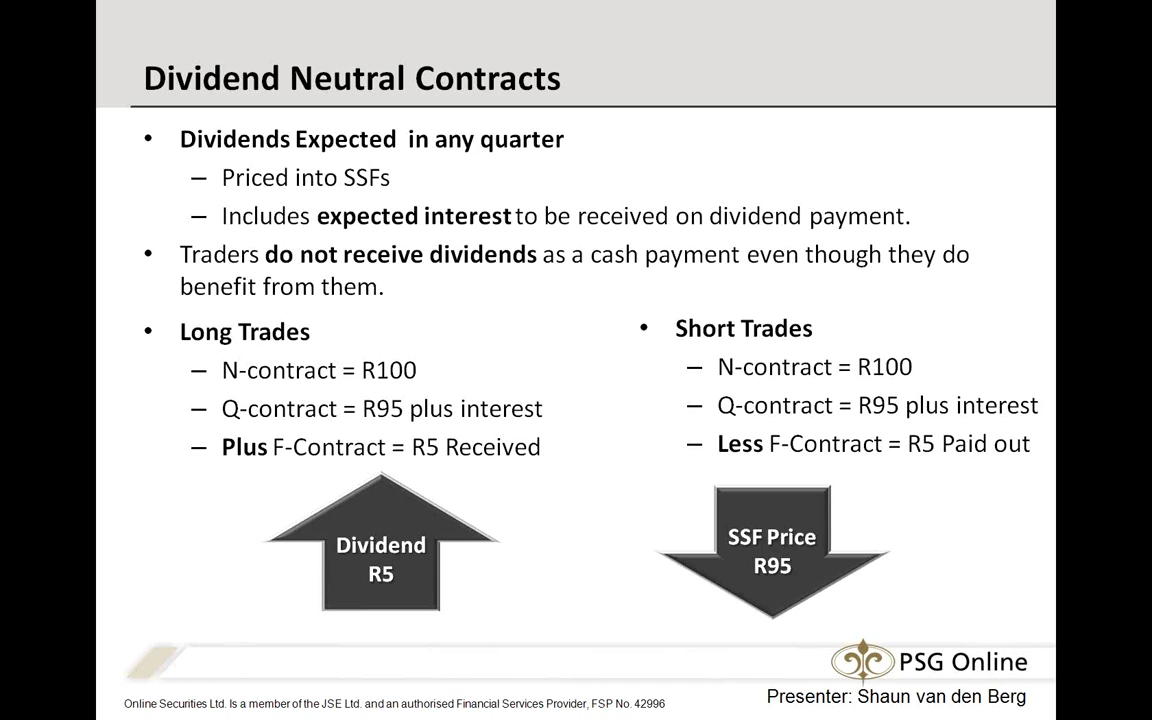 Dividend Neutral Contracts
• Dividends Expected in any quarter
– Priced into SSFs
– Includes expected interest to be received on dividend payment.
• Traders do not receive dividends as a cash payment even though they do
benefit from them.
• Long Trades
– N-contract = R100
– Q-contract = R95 plus interest
– Plus F-Contract = R5 Received
• Short Trades
– N-contract = R100
– Q-contract = R95 plus interest
– Less F-Contract = R5 Paid out
Dividend
R5
SSF Price
R95
PSG Online
Presenter: Shaun van den Berg
Online Securities Ltd. Is a member of the JSE Ltd. and an authorised Financial Services Provider, FSP No. 42996